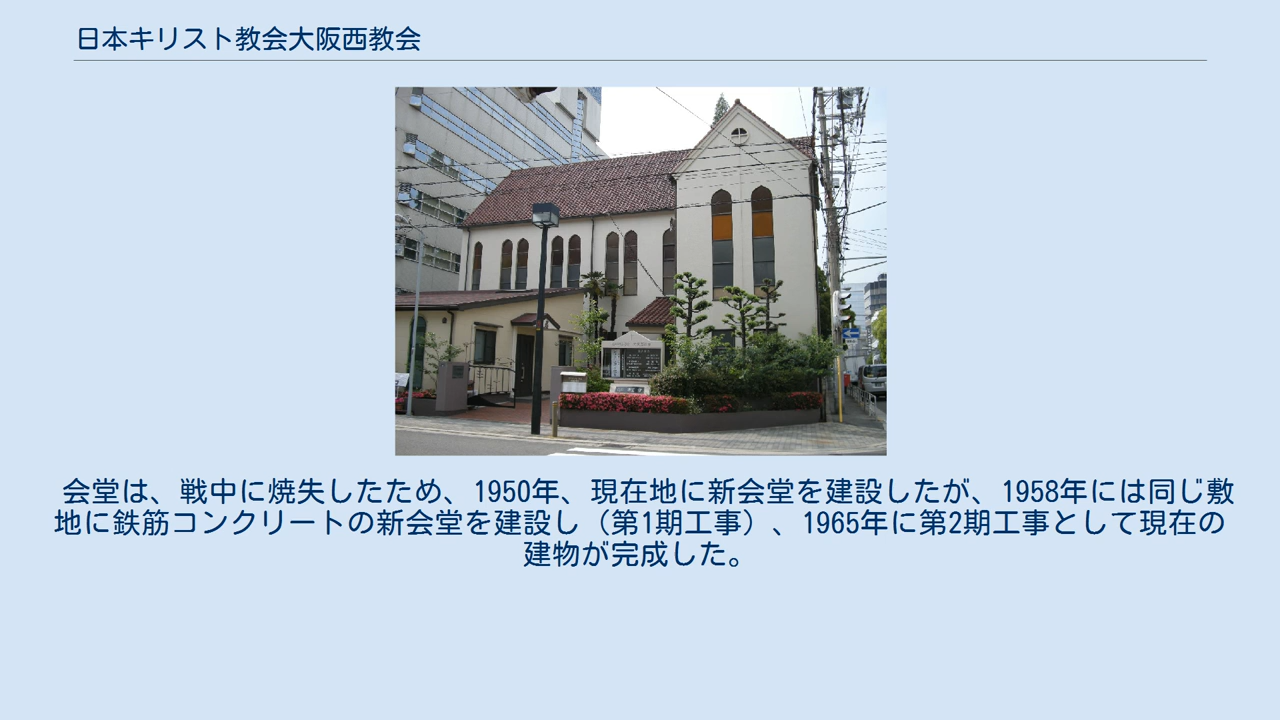 日本キリスト教会大阪西教会
会堂は、戦中に焼失したため、1950年、現在地に新会堂を建設したが、1958年には同じ敷
地に鉄筋コンクリートの新会堂を建設し（第1期工事）、1965年に第2期工事として現在の
建物が完成した。